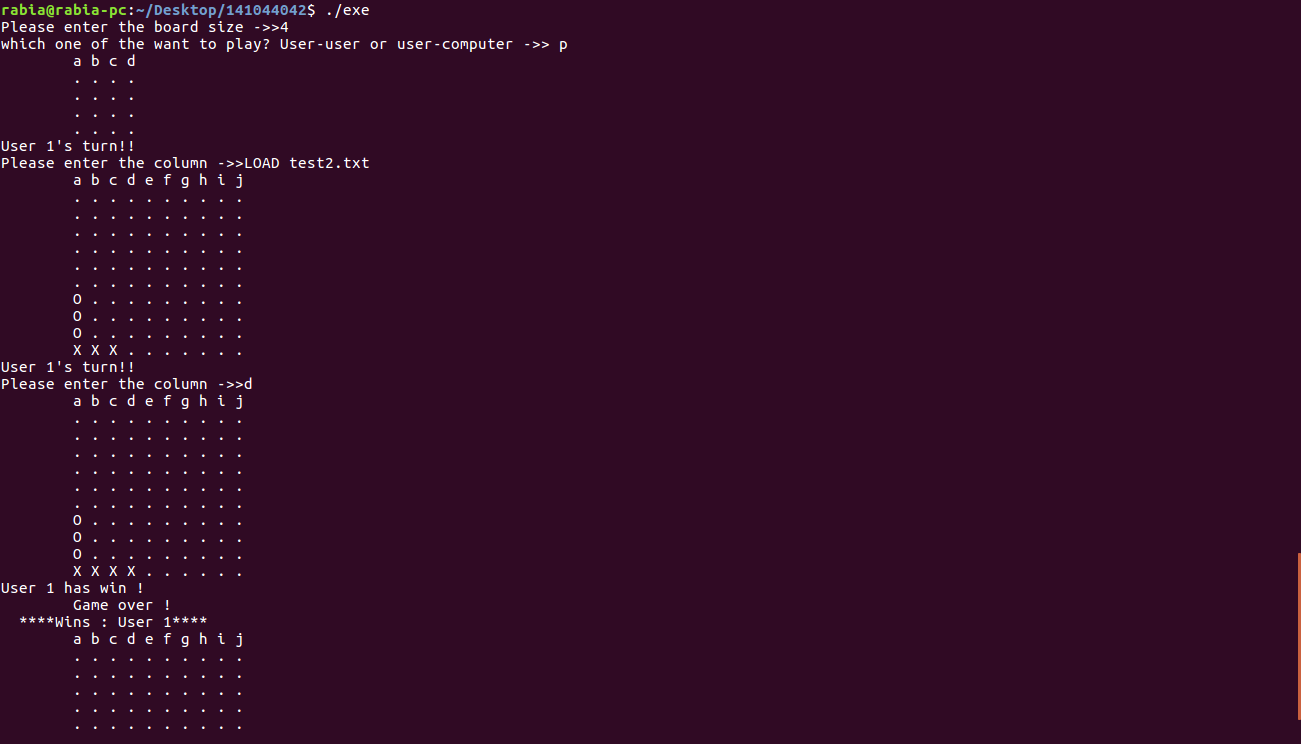 rabia@rabia-pc:~/Desktop/141044042$ ./exe
Please enter the board size ->>4
which one of the want to play? User-user or user-computer ->> p
        a b c d
        . . . .
        . . . .
        . . . .
        . . . .
User 1's turn!!
Please enter the column ->>LOAD test2.txt
        a b c d e f g h i j
        . . . . . . . . . .
        . . . . . . . . . .
        . . . . . . . . . .
        . . . . . . . . . .
        . . . . . . . . . .
        . . . . . . . . . .
        O . . . . . . . . .
        O . . . . . . . . .
        O . . . . . . . . .
        X X X . . . . . . .
User 1's turn!!
Please enter the column ->>d
        a b c d e f g h i j
        . . . . . . . . . .
        . . . . . . . . . .
        . . . . . . . . . .
        . . . . . . . . . .
        . . . . . . . . . .
        . . . . . . . . . .
        O . . . . . . . . .
        O . . . . . . . . .
        O . . . . . . . . .
        X X X X . . . . . .
User 1 has win !
        Game over !
  ****Wins : User 1****
        a b c d e f g h i j
        . . . . . . . . . .
        . . . . . . . . . .
        . . . . . . . . . .
        . . . . . . . . . .
        . . . . . . . . . .